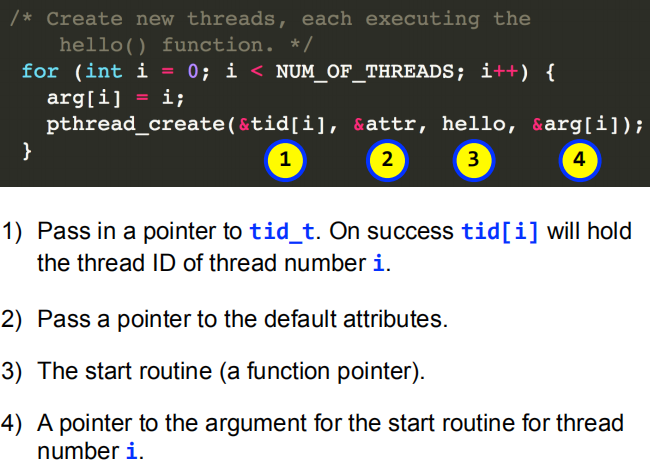 /* Create new threads, each executing the
hello() function. */
for (int i = 0; i < NUM_OF_THREADS; i++) {
arg[i] = i;
pthread_create(&tid[i], &attr, hello, &arg[i]);
}
1 2 3 4
1) Pass in a pointer to tid_t. On success tid[i] will hold
the thread ID of thread number i.
2) Pass a pointer to the default attributes.
3) The start routine (a function pointer).
4) A pointer to the argument for the start routine for thread
number i.